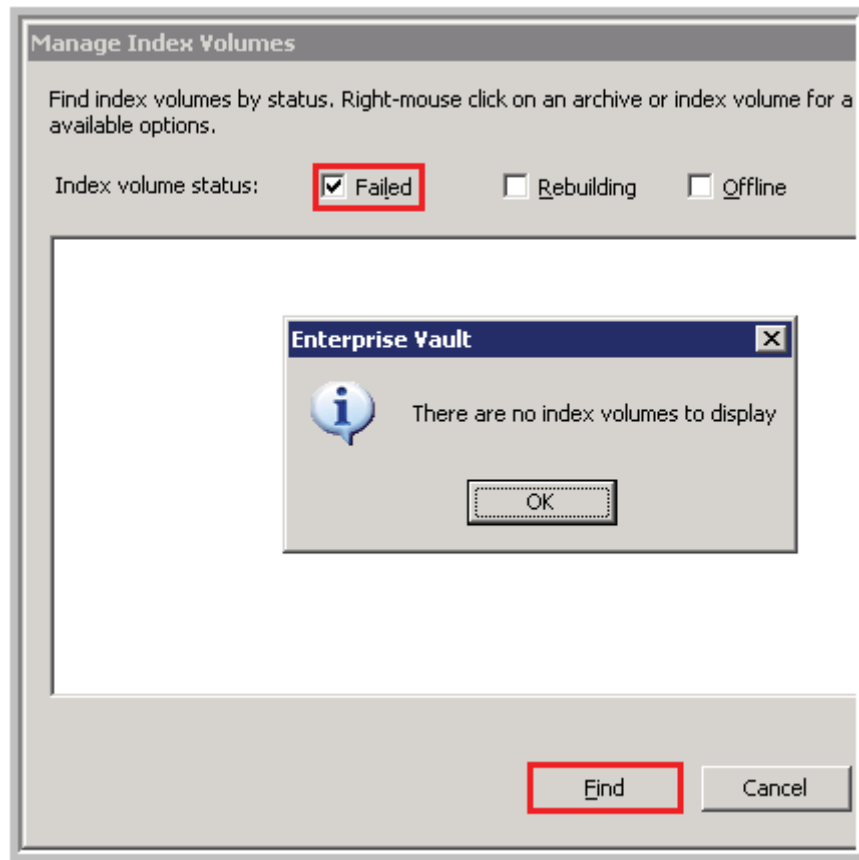 Manage Index Volumes
Find index volumes by status. Right-mouse click on an archive or index volume for a
available options.
Index volume status: Failed Rebuilding Offline
Enterprise Vault
There are no index volumes to display
OK
Find Cancel